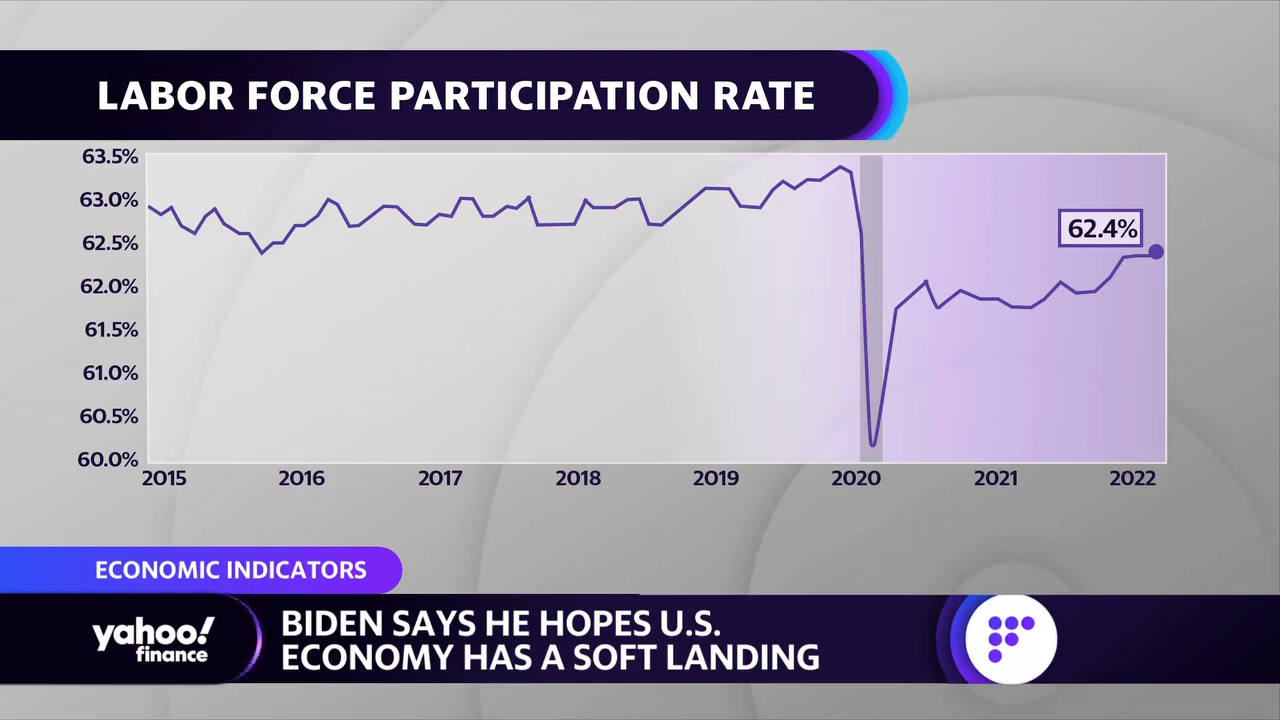 LABOR FORCE PARTICIPATION RATE
63.5%
63.0%
62.5%
62.0%
61.5%
61.0%
60.5%
60.0%
62.4%
2015 2016 2017 2018 2019 2020 2021 2022
ECONOMIC INDICATORS
yahoo!
finance
BIDEN SAYS HE HOPES U.S.
ECONOMY HAS A SOFT LANDING